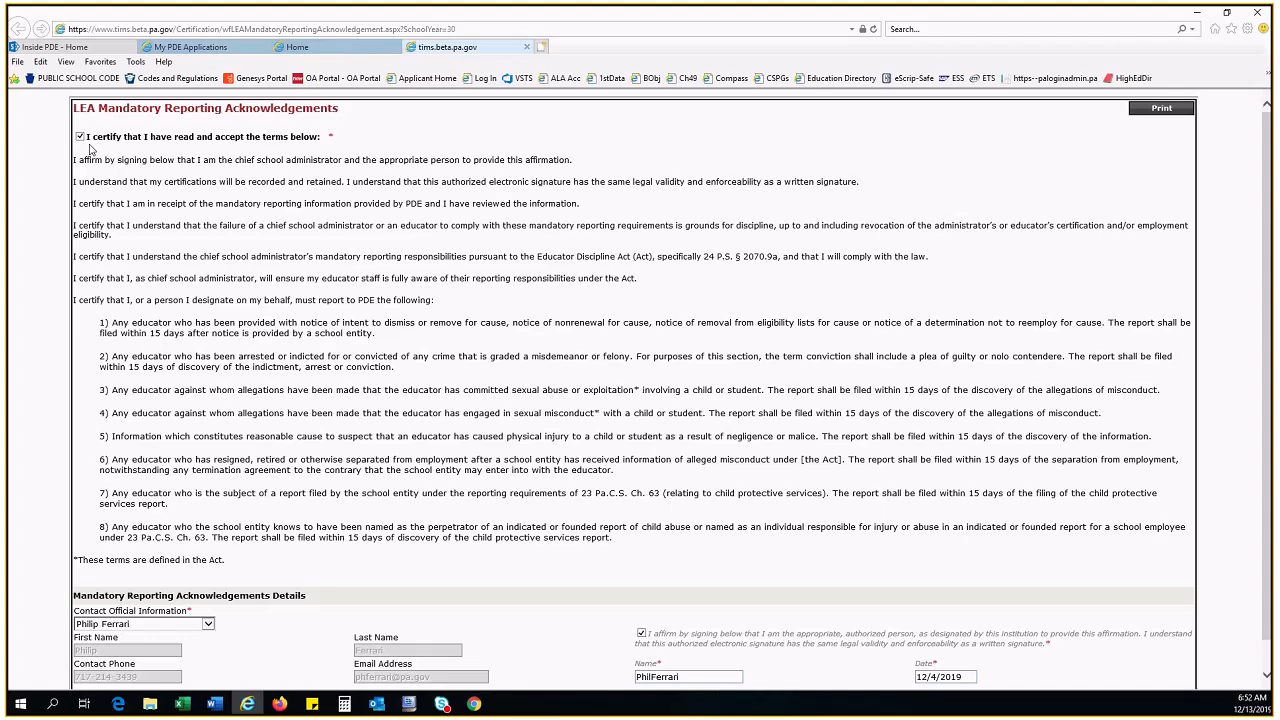 https://www.tims.beta.pa.gov/Certification/wfLEAMandatoryReportingAcknowledgement.aspx?SchoolYear=30
Search...
Inside PDE - Home
My PDE Applications
Home
tims.beta.pa.gov
File Edit View Favorites Tools Help
PUBLIC SCHOOL CODE Codes and Regulations Genesys Portal OA Portal - OA Portal Applicant Home Log In VSTS ALA Acc 1stData BObj Ch49 Compass CSPGs Education Directory eScrip-Safe ESS ETS https--paloginadmin.pa HighEdDir
LEA Mandatory Reporting Acknowledgements
Print
I certify that I have read and accept the terms below: *
I affirm by signing below that I am the chief school administrator and the appropriate person to provide this affirmation.
I understand that my certifications will be recorded and retained. I understand that this authorized electronic signature has the same legal validity and enforceability as a written signature.
I certify that I am in receipt of the mandatory reporting information provided by PDE and I have reviewed the information.
I certify that I understand that the failure of a chief school administrator or an educator to comply with these mandatory reporting requirements is grounds for discipline, up to and including revocation of the administrator's or educator's certification and/or employment
eligibility.
I certify that I understand the chief school administrator's mandatory reporting responsibilities pursuant to the Educator Discipline Act (Act), specifically 24 P.S. § 2070.9a, and that I will comply with the law.
I certify that I, as chief school administrator, will ensure my educator staff is fully aware of their reporting responsibilities under the Act.
I certify that I, or a person I designate on my behalf, must report to PDE the following:
1) Any educator who has been provided with notice of intent to dismiss or remove for cause, notice of nonrenewal for cause, notice of removal from eligibility lists for cause or notice of a determination not to reemploy for cause. The report shall be
filed within 15 days after notice is provided by a school entity.
2) Any educator who has been arrested or indicted for or convicted of any crime that is graded a misdemeanor or felony. For purposes of this section, the term conviction shall include a plea of guilty or nolo contendere. The report shall be filed
within 15 days of discovery of the indictment, arrest or conviction.
3) Any educator against whom allegations have been made that the educator has committed sexual abuse or exploitation* involving a child or student. The report shall be filed within 15 days of the discovery of the allegations of misconduct.
4) Any educator against whom allegations have been made that the educator has engaged in sexual misconduct* with a child or student. The report shall be filed within 15 days of the discovery of the allegations of misconduct.
5) Information which constitutes reasonable cause to suspect that an educator has caused physical injury to a child or student as a result of negligence or malice. The report shall be filed within 15 days of the discovery of the information.
6) Any educator who has resigned, retired or otherwise separated from employment after a school entity has received information of alleged misconduct under [the Act]. The report shall be filed within 15 days of the separation from employment,
notwithstanding any termination agreement to the contrary that the school entity may enter into with the educator.
7) Any educator who is the subject of a report filed by the school entity under the reporting requirements of 23 Pa.C.S. Ch. 63 (relating to child protective services). The report shall be filed within 15 days of the filing of the child protective
services report.
8) Any educator who the school entity knows to have been named as the perpetrator of an indicated or founded report of child abuse or named as an individual responsible for injury or abuse in an indicated or founded report for a school employee
under 23 Pa.C.S. Ch. 63. The report shall be filed within 15 days of discovery of the child protective services report.
*These terms are defined in the Act.
Mandatory Reporting Acknowledgements Details
Contact Official Information*
Philip Ferrari
First Name
Last Name
Philip
Ferrari
Contact Phone
Email Address
717-214-3439
phferrari@pa.gov
I affirm by signing below that I am the appropriate, authorized person, as designated by this institution to provide this affirmation. I understand
that this authorized electronic signature has the same legal validity and enforceability as a written signature.*
Name*
Date*
PhilFerrari
12/4/2019
6:52 AM
12/13/2019